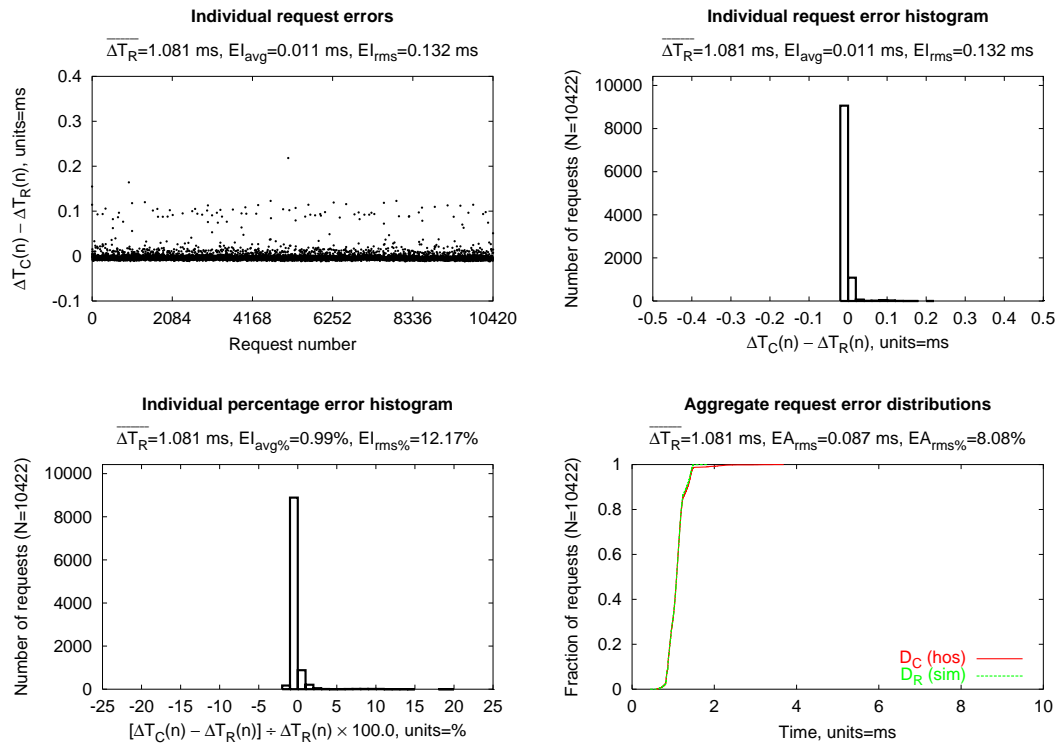 Individual request errors
ΔT_R=1.081 ms, EI_avg=0.011 ms, EI_rms=0.132 ms
ΔT_C(n) − ΔT_R(n), units=ms
0.4
0.3
0.2
0.1
0
-0.1
0 2084 4168 6252 8336 10420
Request number
Individual request error histogram
ΔT_R=1.081 ms, EI_avg=0.011 ms, EI_rms=0.132 ms
Number of requests (N=10422)
10000
8000
6000
4000
2000
0
-0.5 -0.4 -0.3 -0.2 -0.1 0 0.1 0.2 0.3 0.4 0.5
ΔT_C(n) − ΔT_R(n), units=ms
Individual percentage error histogram
ΔT_R=1.081 ms, EI_avg%=0.99%, EI_rms%=12.17%
Number of requests (N=10422)
10000
8000
6000
4000
2000
0
-25 -20 -15 -10 -5 0 5 10 15 20 25
[ΔT_C(n) − ΔT_R(n)] ÷ ΔT_R(n) × 100.0, units=%
Aggregate request error distributions
ΔT_R=1.081 ms, EA_rms=0.087 ms, EA_rms%=8.08%
Fraction of requests (N=10422)
1
0.8
0.6
0.4
0.2
0
D_C (hos)
D_R (sim)
0 2 4 6 8 10
Time, units=ms